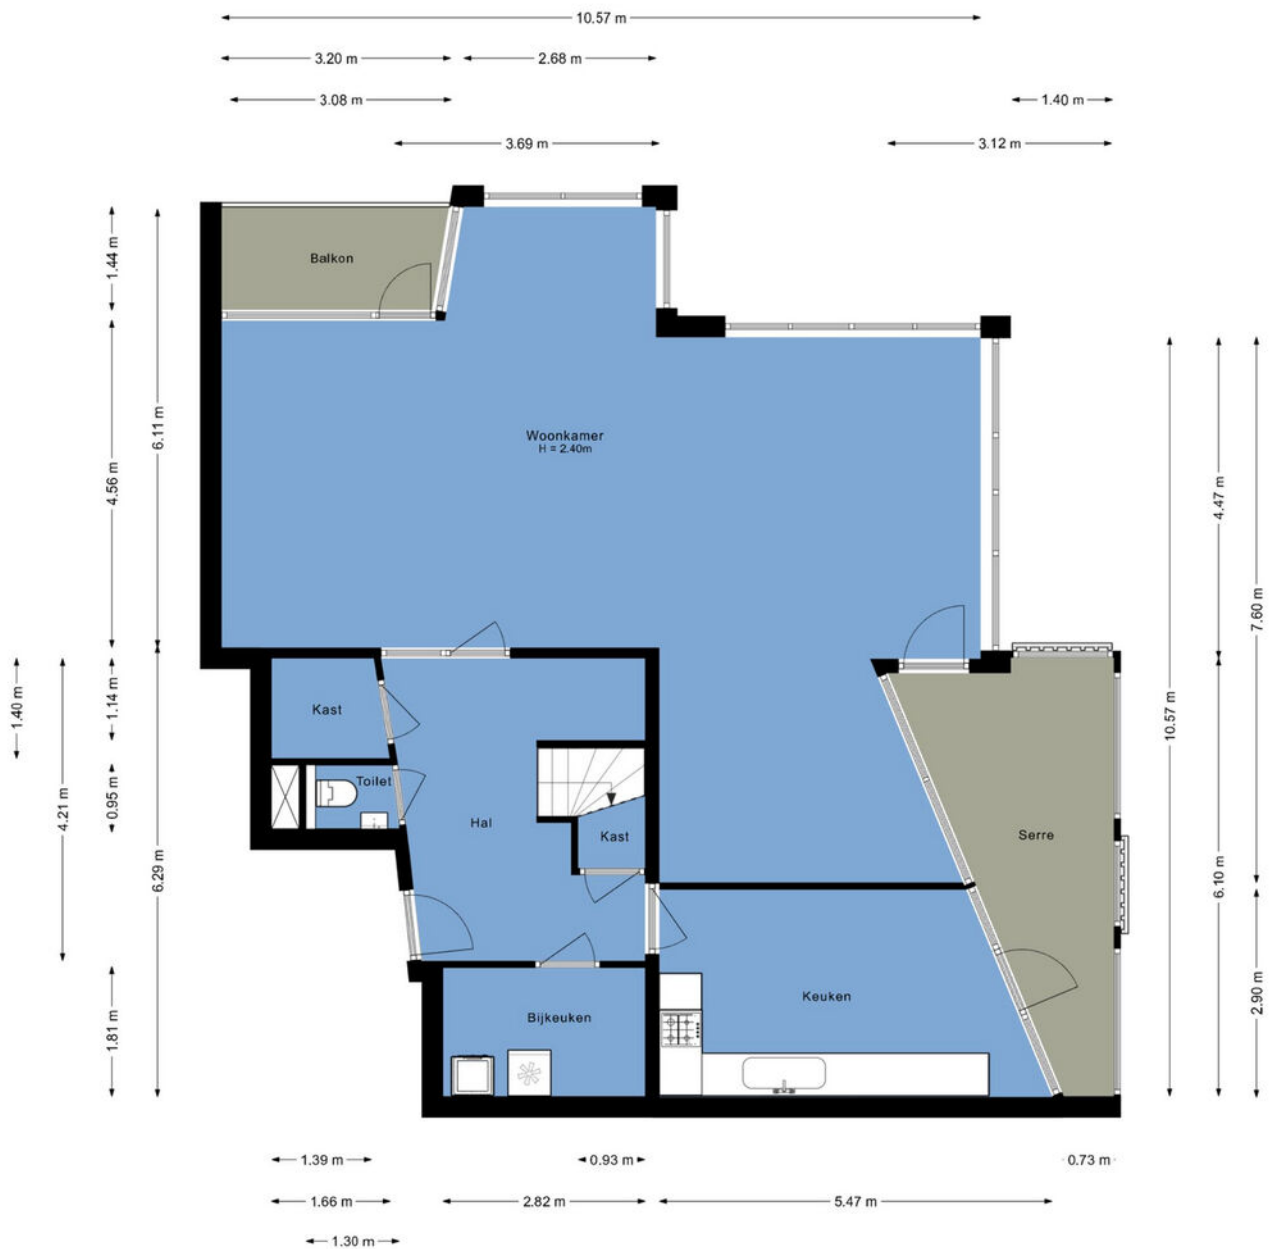 10.57 m
3.20 m
2.68 m
3.08 m
1.40 m
3.69 m
3.12 m
1.44 m
Balkon
6.11 m
4.56 m
Woonkamer
H = 2.40m
4.47 m
7.60 m
1.40 m
1.14 m
Kast
10.57 m
4.21 m
0.95 m
Toilet
Hal
Kast
Serre
6.29 m
6.10 m
Keuken
2.90 m
1.81 m
Bijkeuken
1.39 m
0.93 m
0.73 m
1.66 m
2.82 m
5.47 m
1.30 m